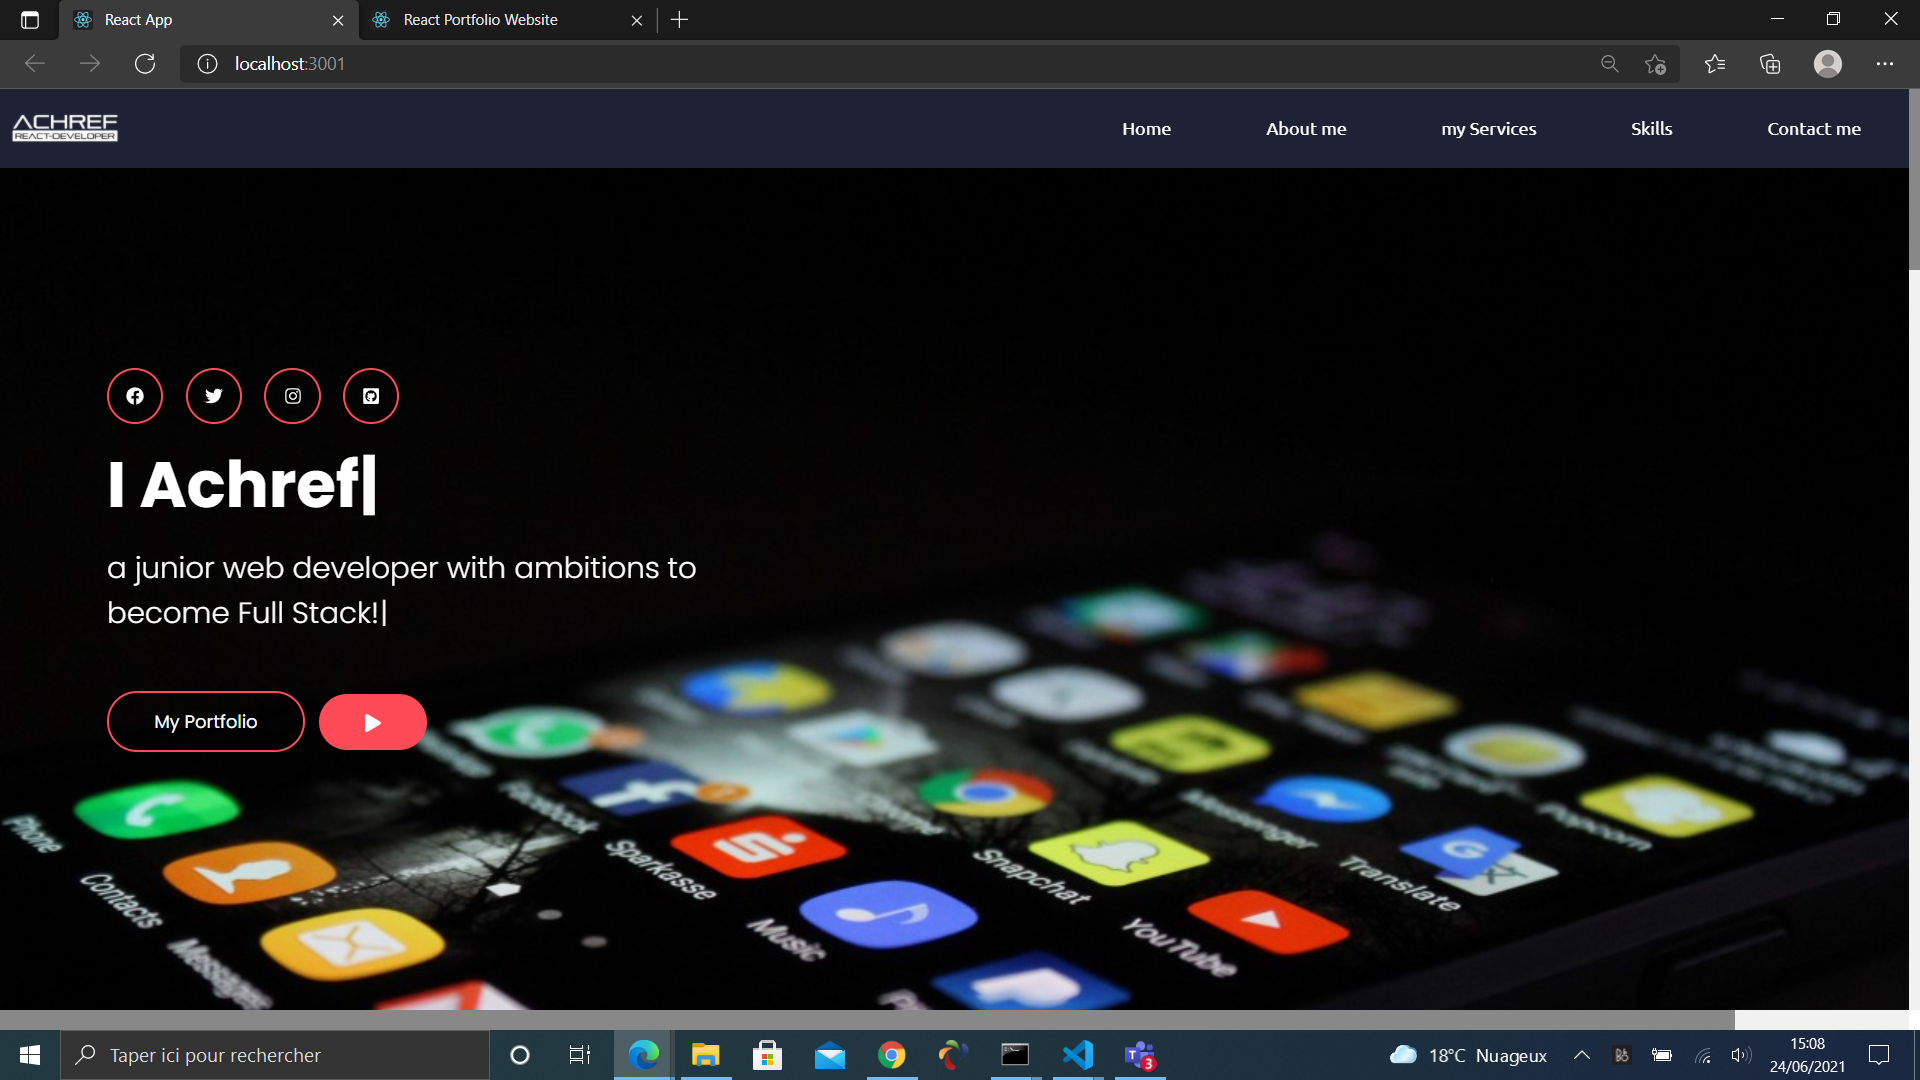 React App
React Portfolio Website
localhost:3001
ACHREF
REACT-DEVELOPER
Home
About me
my Services
Skills
Contact me
I Achref|
a junior web developer with ambitions to
become Full Stack!|
My Portfolio
Phone
Contacts
Messages
Facebook
Sparkasse
Music
Chrome
Snapchat
YouTube
Messenger
Translate
Popcorn
Taper ici pour rechercher
3
18°C Nuageux
15:08
24/06/2021